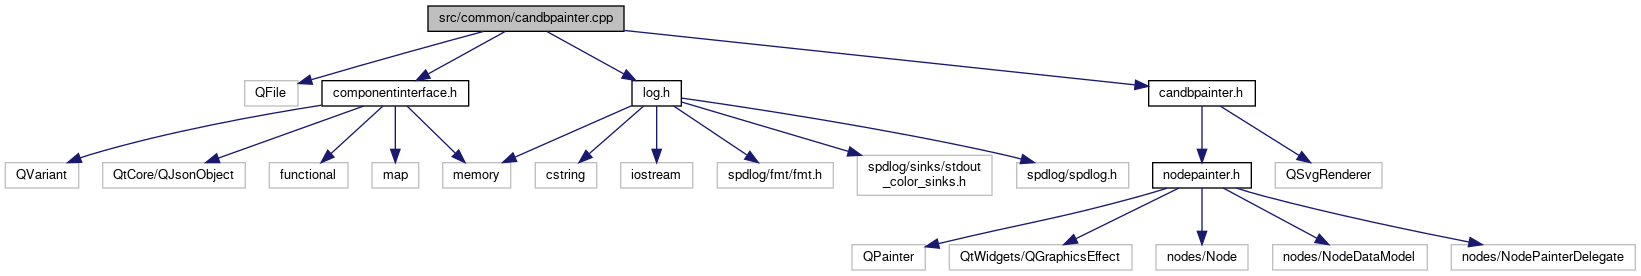 src/common/candbpainter.cpp
QFile
componentinterface.h
log.h
candbpainter.h
QVariant
QtCore/QJsonObject
functional
map
memory
cstring
iostream
spdlog/fmt/fmt.h
spdlog/sinks/stdout
_color_sinks.h
spdlog/spdlog.h
nodepainter.h
QSvgRenderer
QPainter
QtWidgets/QGraphicsEffect
nodes/Node
nodes/NodeDataModel
nodes/NodePainterDelegate